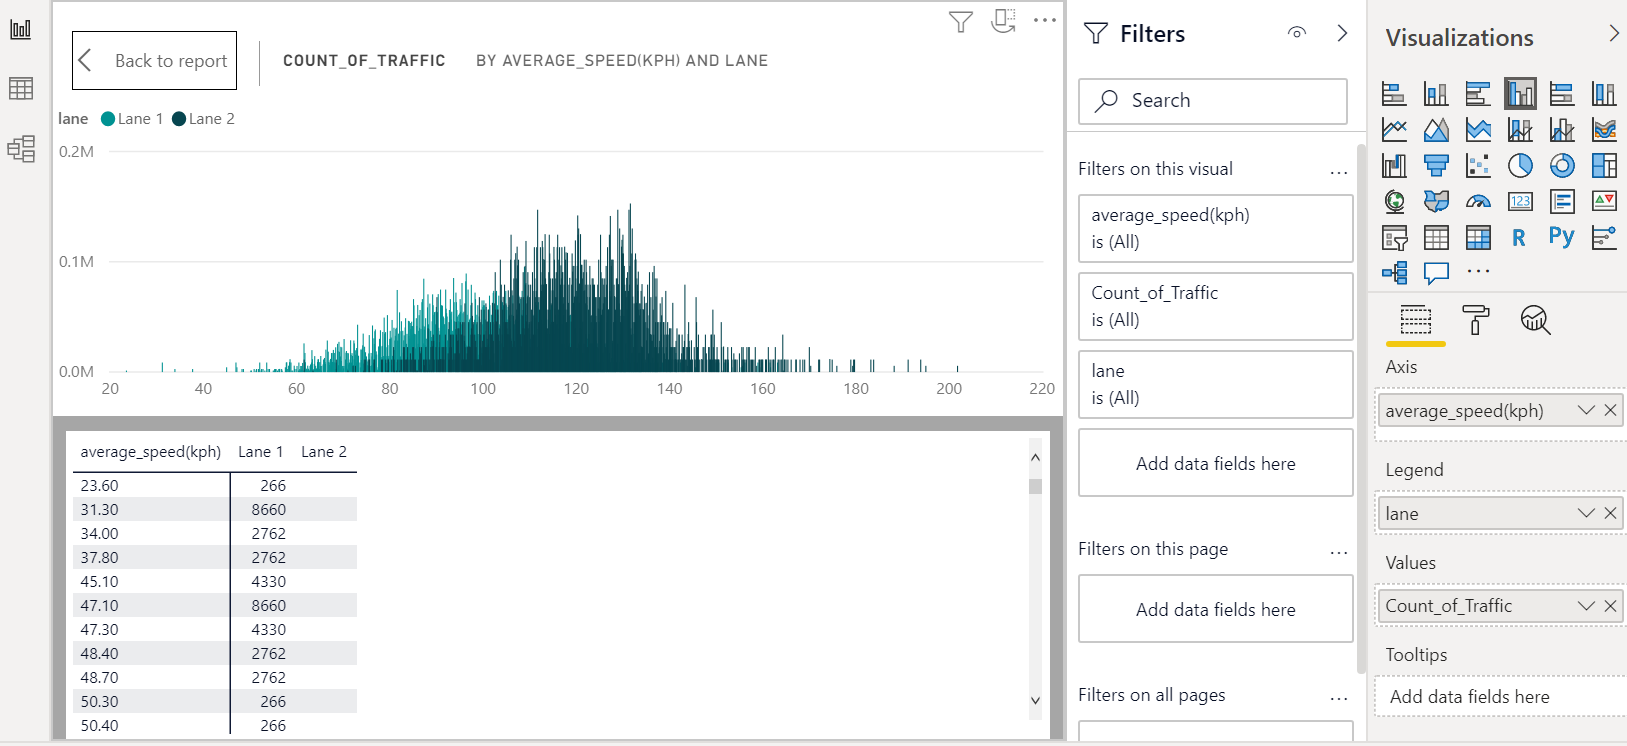 Back to report
COUNT_OF_TRAFFIC BY AVERAGE_SPEED(KPH) AND LANE
lane Lane 1 Lane 2
0.2M
0.1M
0.0M
20 40 60 80 100 120 140 160 180 200 220
average_speed(kph) Lane 1 Lane 2
23.60 266
31.30 8660
34.00 2762
37.80 2762
45.10 4330
47.10 8660
47.30 4330
48.40 2762
48.70 2762
50.30 266
50.40 266
Filters
Search
Filters on this visual ...
average_speed(kph)
is (All)
Count_of_Traffic
is (All)
lane
is (All)
Add data fields here
Filters on this page ...
Add data fields here
Filters on all pages ...
Visualizations
123
R Py
...
Axis
average_speed(kph)
Legend
lane
Values
Count_of_Traffic
Tooltips
Add data fields here